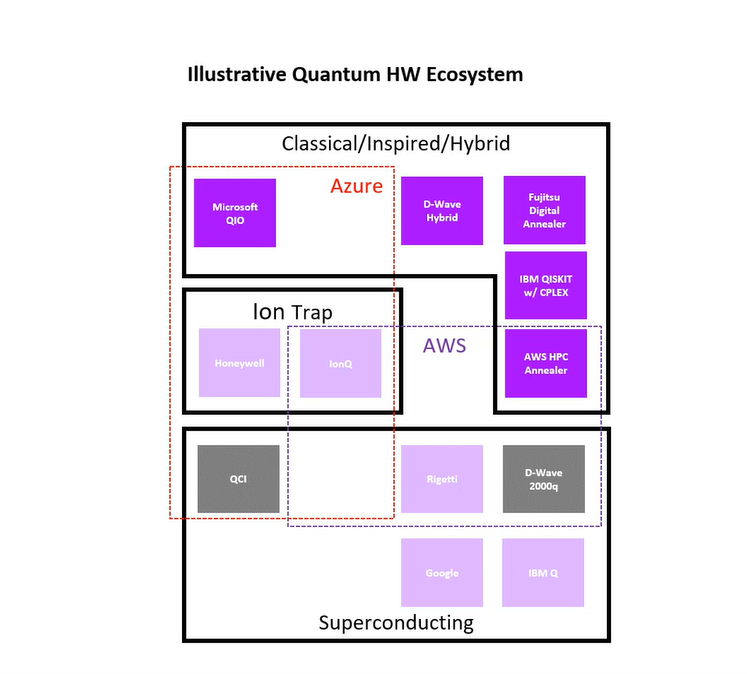 Illustrative Quantum HW Ecosystem
Classical/Inspired/Hybrid
Azure
Microsoft
QIO
D-Wave
Hybrid
Fujitsu
Digital
Annealer
IBM QISKIT
w/ CPLEX
Ion Trap
AWS
Honeywell
IonQ
AWS HPC
Annealer
QCI
Rigetti
D-Wave
2000q
Google
IBM Q
Superconducting